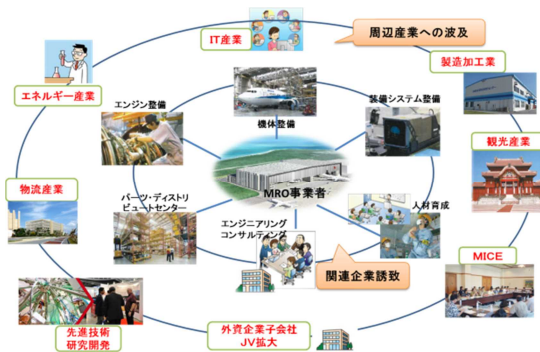 IT産業
周辺産業への波及
製造加工業
エネルギー産業
エンジン整備
機体整備
装備システム整備
観光産業
物流産業
MRO事業者
パーツ・ディストリ
ビュートセンター
エンジニアリング
コンサルティング
人材育成
関連企業誘致
MICE
先進技術
研究開発
外資企業子会社
JV拡大